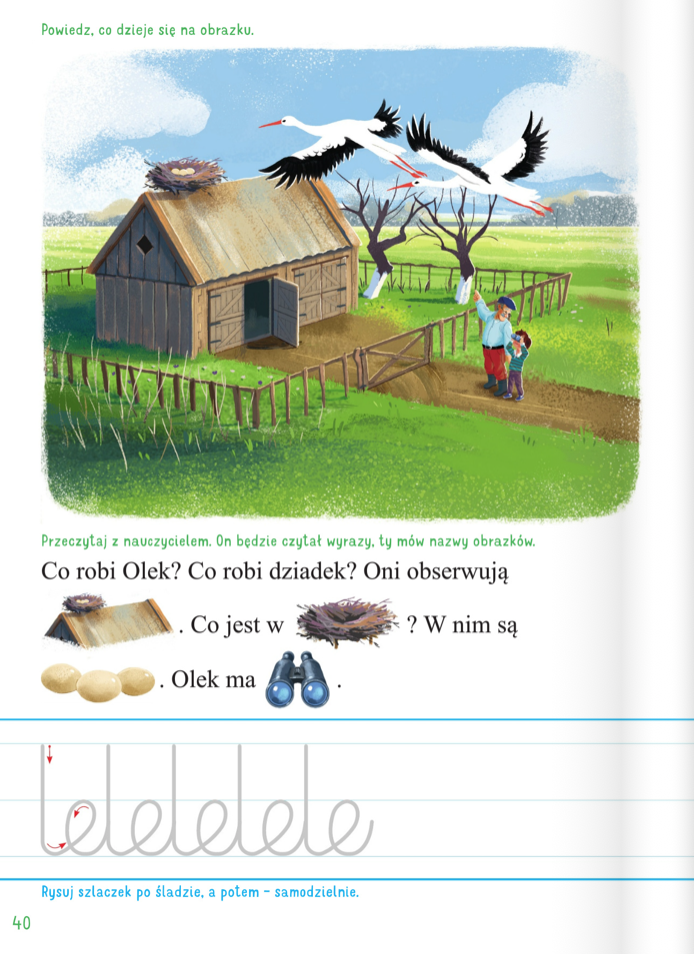 Powiedz, co dzieje się na obrazku.
Przeczytaj z nauczycielem. On będzie czytał wyrazy, ty mów nazwy obrazków.
Co robi Olek? Co robi dziadek? Oni obserwują
. Co jest w ? W nim są
. Olek ma .
lelelelele
Rysuj szlaczek po śladzie, a potem – samodzielnie.
40